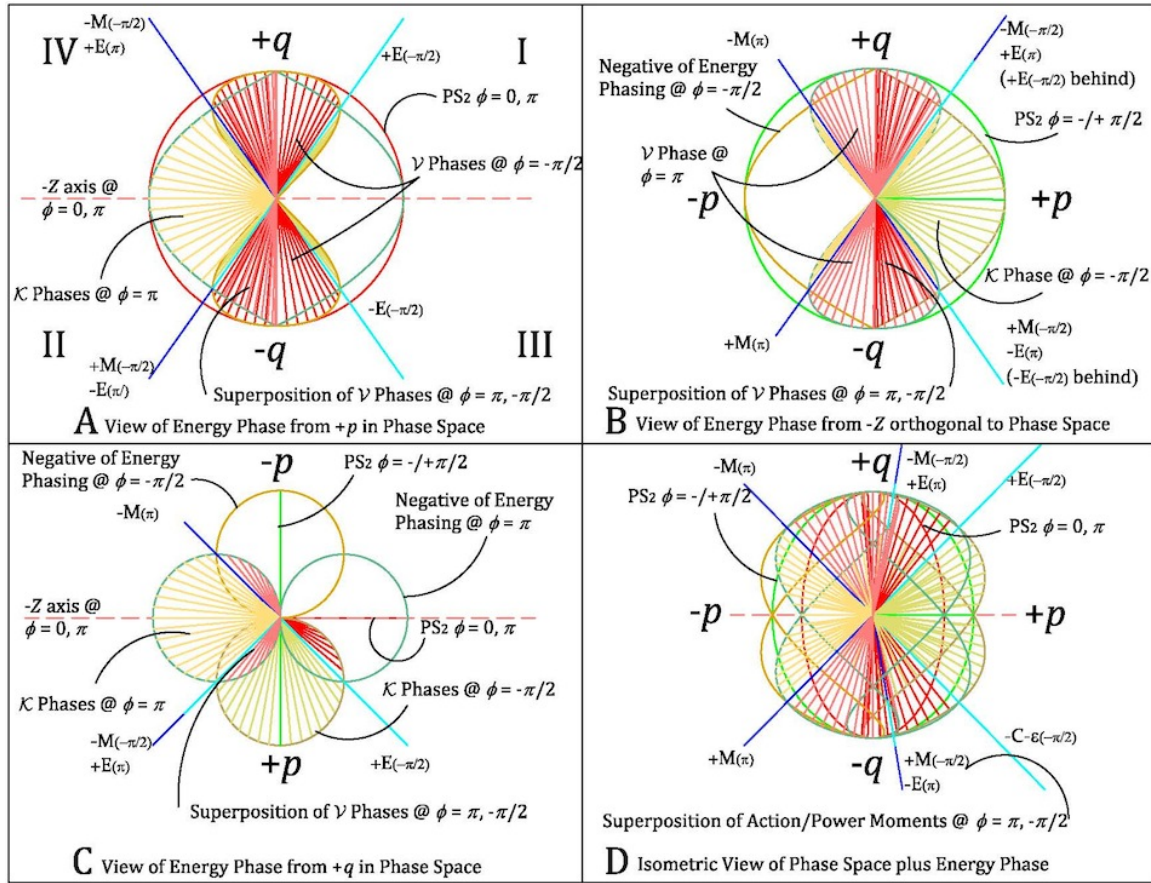 -M(−π/2)
+E(π)
IV
+q
I
+E(−π/2)
PS2 ϕ = 0, π
𝒱 Phases @ ϕ = -π/2
-Z axis @
ϕ = 0, π
𝒦 Phases @ ϕ = π
II
-q
III
-E(−π/2)
+M(−π/2)
-E(π/)
Superposition of 𝒱 Phases @ ϕ = π, -π/2
A View of Energy Phase from +p in Phase Space
-M(π)
+q
-M(−π/2)
+E(π)
(+E(−π/2) behind)
Negative of Energy
Phasing @ ϕ = -π/2
PS2 ϕ = -/+ π/2
𝒱 Phase @
ϕ = π
-p
+p
𝒦 Phase @ ϕ = -π/2
+M(π)
-q
+M(−π/2)
-E(π)
(-E(−π/2) behind)
Superposition of 𝒱 Phases @ ϕ = π, -π/2
B View of Energy Phase from -Z orthogonal to Phase Space
Negative of Energy
Phasing @ ϕ = -π/2
-p
PS2 ϕ = -/+π/2
-M(π)
Negative of Energy
Phasing @ ϕ = π
-Z axis @
ϕ = 0, π
PS2 ϕ = 0, π
𝒦 Phases @ ϕ = π
𝒦 Phases @ ϕ = -π/2
-M(−π/2)
+E(π)
+p
+E(−π/2)
Superposition of 𝒱 Phases @ ϕ = π, -π/2
C View of Energy Phase from +q in Phase Space
-M(π)
+q
-M(−π/2)
+E(π)
+E(−π/2)
PS2 ϕ = -/+π/2
PS2 ϕ = 0, π
-p
+p
+M(π)
-q
+M(−π/2)
-E(π)
-C-ε(−π/2)
Superposition of Action/Power Moments @ ϕ = π, -π/2
D Isometric View of Phase Space plus Energy Phase